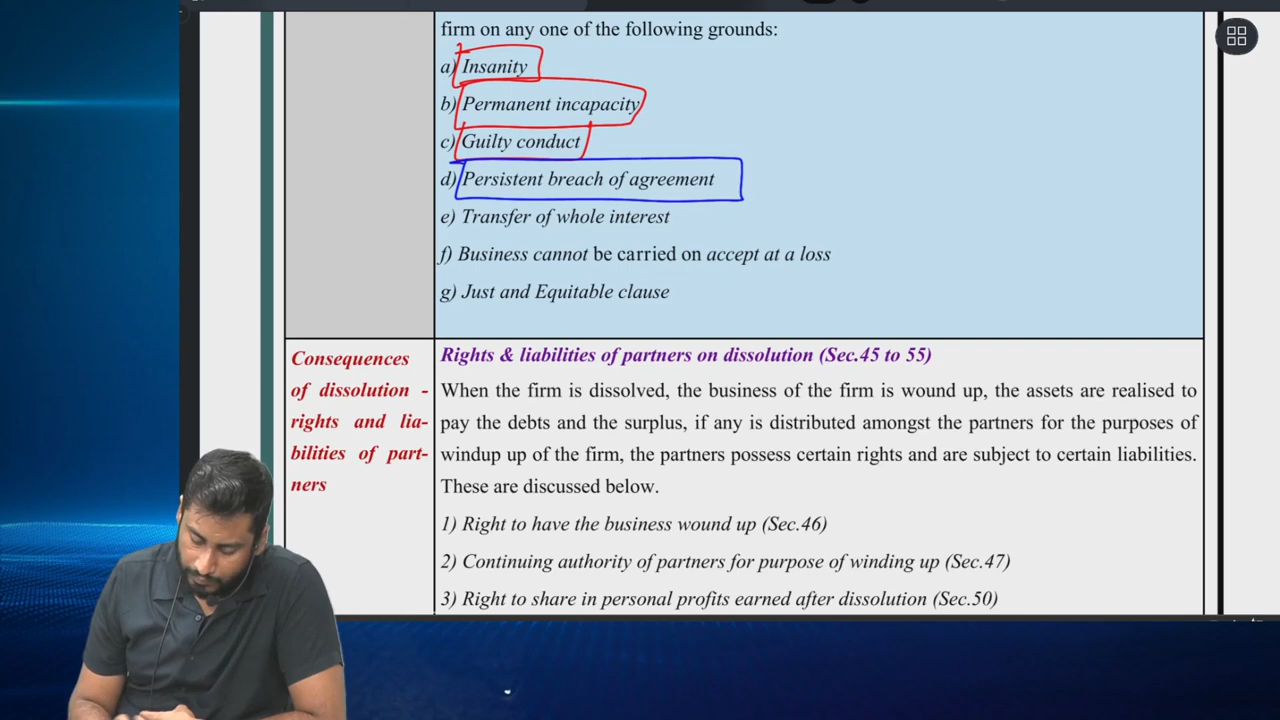 firm on any one of the following grounds:
a) Insanity
b) Permanent incapacity
c) Guilty conduct
d) Persistent breach of agreement
e) Transfer of whole interest
f) Business cannot be carried on accept at a loss
g) Just and Equitable clause
Consequences
of dissolution -
rights and lia-
bilities of part-
ners
Rights & liabilities of partners on dissolution (Sec.45 to 55)
When the firm is dissolved, the business of the firm is wound up, the assets are realised to
pay the debts and the surplus, if any is distributed amongst the partners for the purposes of
windup up of the firm, the partners possess certain rights and are subject to certain liabilities.
These are discussed below.
1) Right to have the business wound up (Sec.46)
2) Continuing authority of partners for purpose of winding up (Sec.47)
3) Right to share in personal profits earned after dissolution (Sec.50)